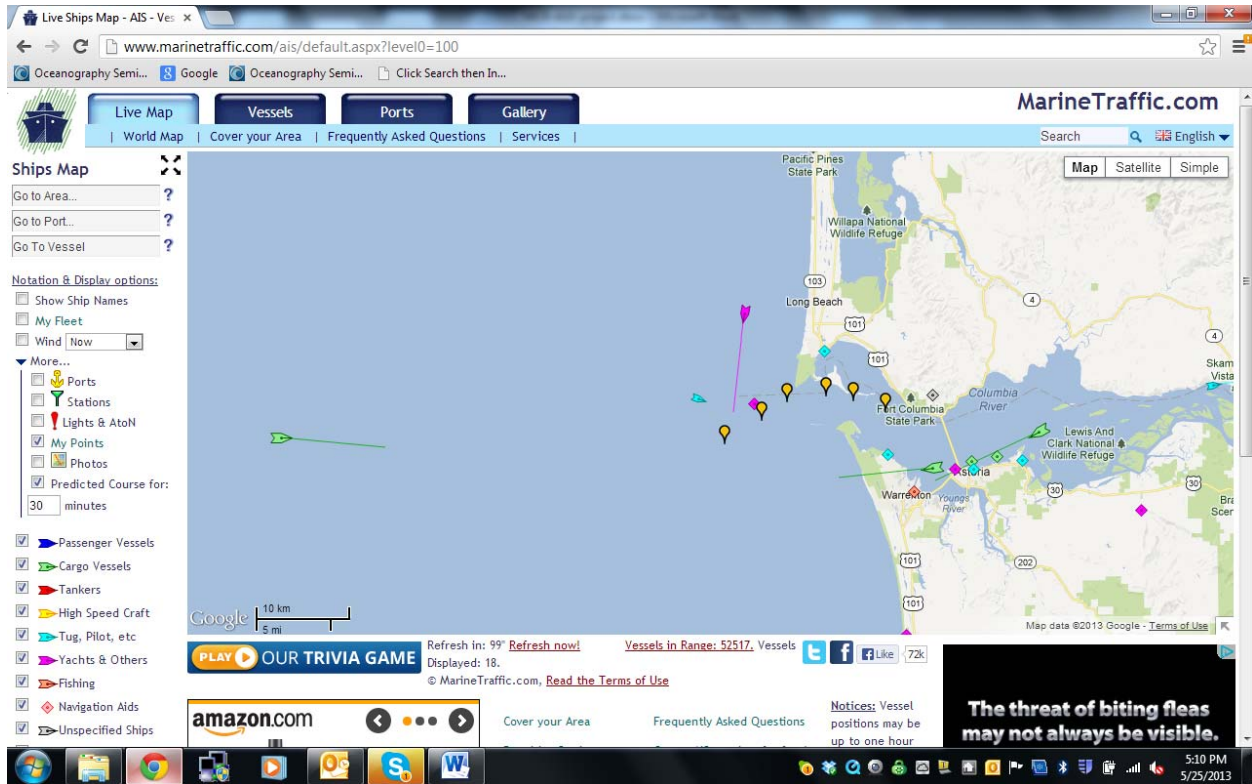 Live Ships Map - AIS - Ves
www.marinetraffic.com/ais/default.aspx?level0=100
Oceanography Semi... Google Oceanography Semi... Click Search then In...
Live Map Vessels Ports Gallery
MarineTraffic.com
| World Map | Cover your Area | Frequently Asked Questions | Services |
Search English
Ships Map
Go to Area... ?
Go to Port... ?
Go To Vessel ?
Notation & Display options:
Show Ship Names
My Fleet
Wind Now
More...
Ports
Stations
Lights & AtoN
My Points
Photos
Predicted Course for:
30 minutes
Passenger Vessels
Cargo Vessels
Tankers
High Speed Craft
Tug, Pilot, etc
Yachts & Others
Fishing
Navigation Aids
Unspecified Ships
Map Satellite Simple
Pacific Pines
State Park
Willapa National
Wildlife Refuge
103
Long Beach
4
101
4
101
Skam
Vista
Columbia
River
Fort Columbia
State Park
Lewis And
Clark National
Wildlife Refuge
Astoria
Warrenton
Youngs
River
30
30
Bra
Scen
101
202
101
Google
10 km
5 mi
Map data ©2013 Google - Terms of Use
PLAY OUR TRIVIA GAME
Refresh in: 99" Refresh now! Vessels in Range: 52517, Vessels
Displayed: 18.
© MarineTraffic.com, Read the Terms of Use
Like 72k
amazon.com
Cover your Area Frequently Asked Questions
Notices: Vessel
positions may be
up to one hour
The threat of biting fleas
may not always be visible.
5:10 PM
5/25/2013